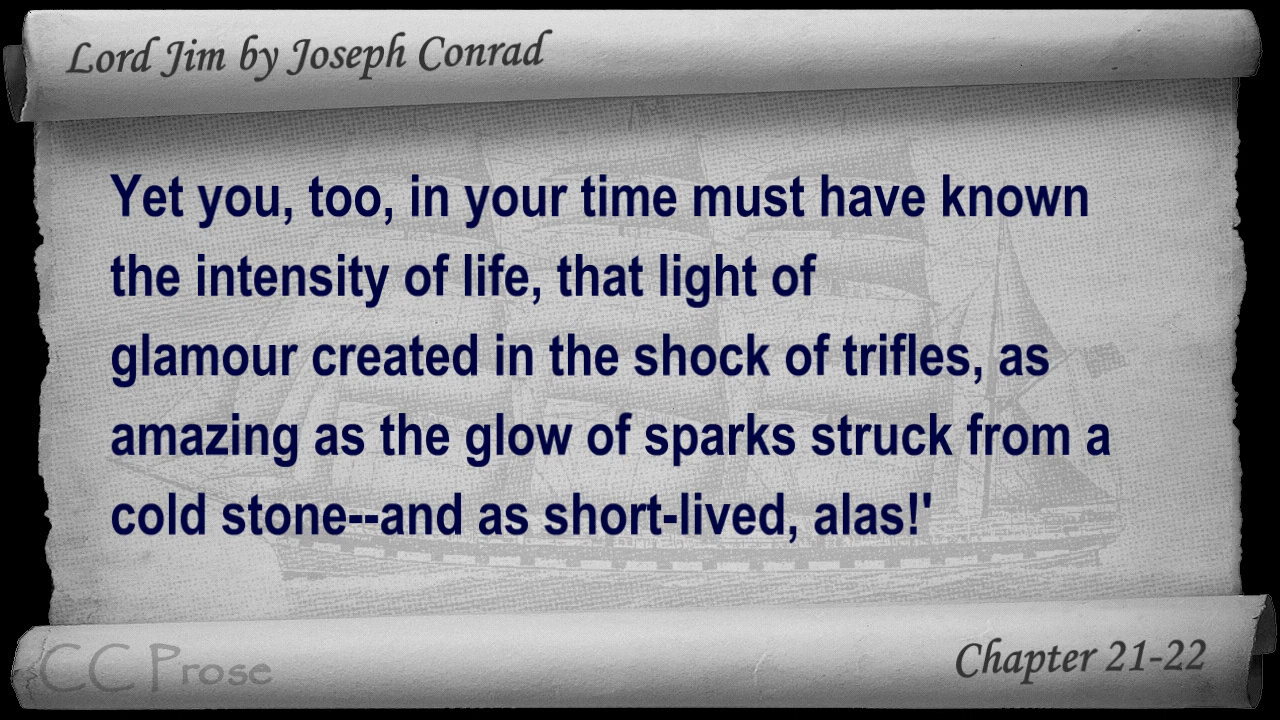 Lord Jim by Joseph Conrad
Yet you, too, in your time must have known
the intensity of life, that light of
glamour created in the shock of trifles, as
amazing as the glow of sparks struck from a
cold stone--and as short-lived, alas!'
CC Prose
Chapter 21-22